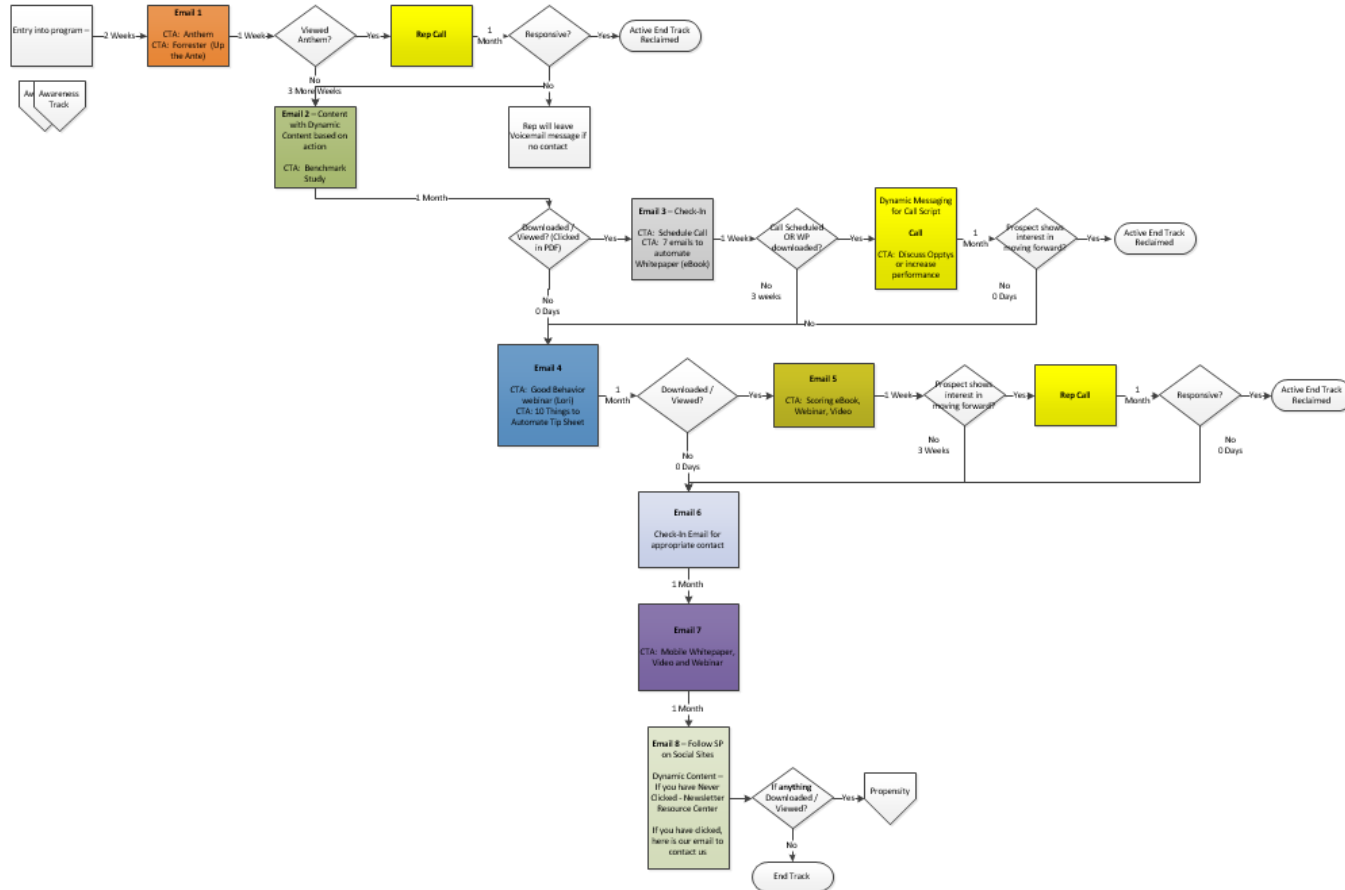 Entry into program –
2 Weeks
Email 1
CTA: Anthem
CTA: Forrester (Up
the Ante)
1 Week
Viewed
Anthem?
Yes
Rep Call
1
Month
Responsive?
Yes
Active End Track
Reclaimed
Aw
Awareness
Track
No
3 More Weeks
No
Email 2 – Content
with Dynamic
Content based on
action
CTA: Benchmark
Study
Rep will leave
Voicemail message if
no contact
1 Month
Downloaded /
Viewed? (Clicked
in PDF)
Yes
Email 3 – Check-In
CTA: Schedule Call
CTA: 7 emails to
automate
Whitepaper (eBook)
1 Week
Call Scheduled
OR WP
downloaded?
Yes
Dynamic Messaging
for Call Script
Call
CTA: Discuss Opptys
or increase
performance
1
Month
Prospect shows
interest in
moving forward?
Yes
Active End Track
Reclaimed
No
0 Days
No
3 weeks
No
0 Days
No
Email 4
CTA: Good Behavior
webinar (Lori)
CTA: 10 Things to
Automate Tip Sheet
1
Month
Downloaded /
Viewed?
Yes
Email 5
CTA: Scoring eBook,
Webinar, Video
1 Week
Prospect shows
interest in
moving forward?
Yes
Rep Call
1
Month
Responsive?
Yes
Active End Track
Reclaimed
No
0 Days
No
3 Weeks
No
0 Days
Email 6
Check-In Email for
appropriate contact
1 Month
Email 7
CTA: Mobile Whitepaper,
Video and Webinar
1 Month
Email 8 – Follow SP
on Social Sites
Dynamic Content –
If you have Never
Clicked - Newsletter
Resource Center
If you have clicked,
here is our email to
contact us
If anything
Downloaded /
Viewed?
Yes
Propensity
No
End Track